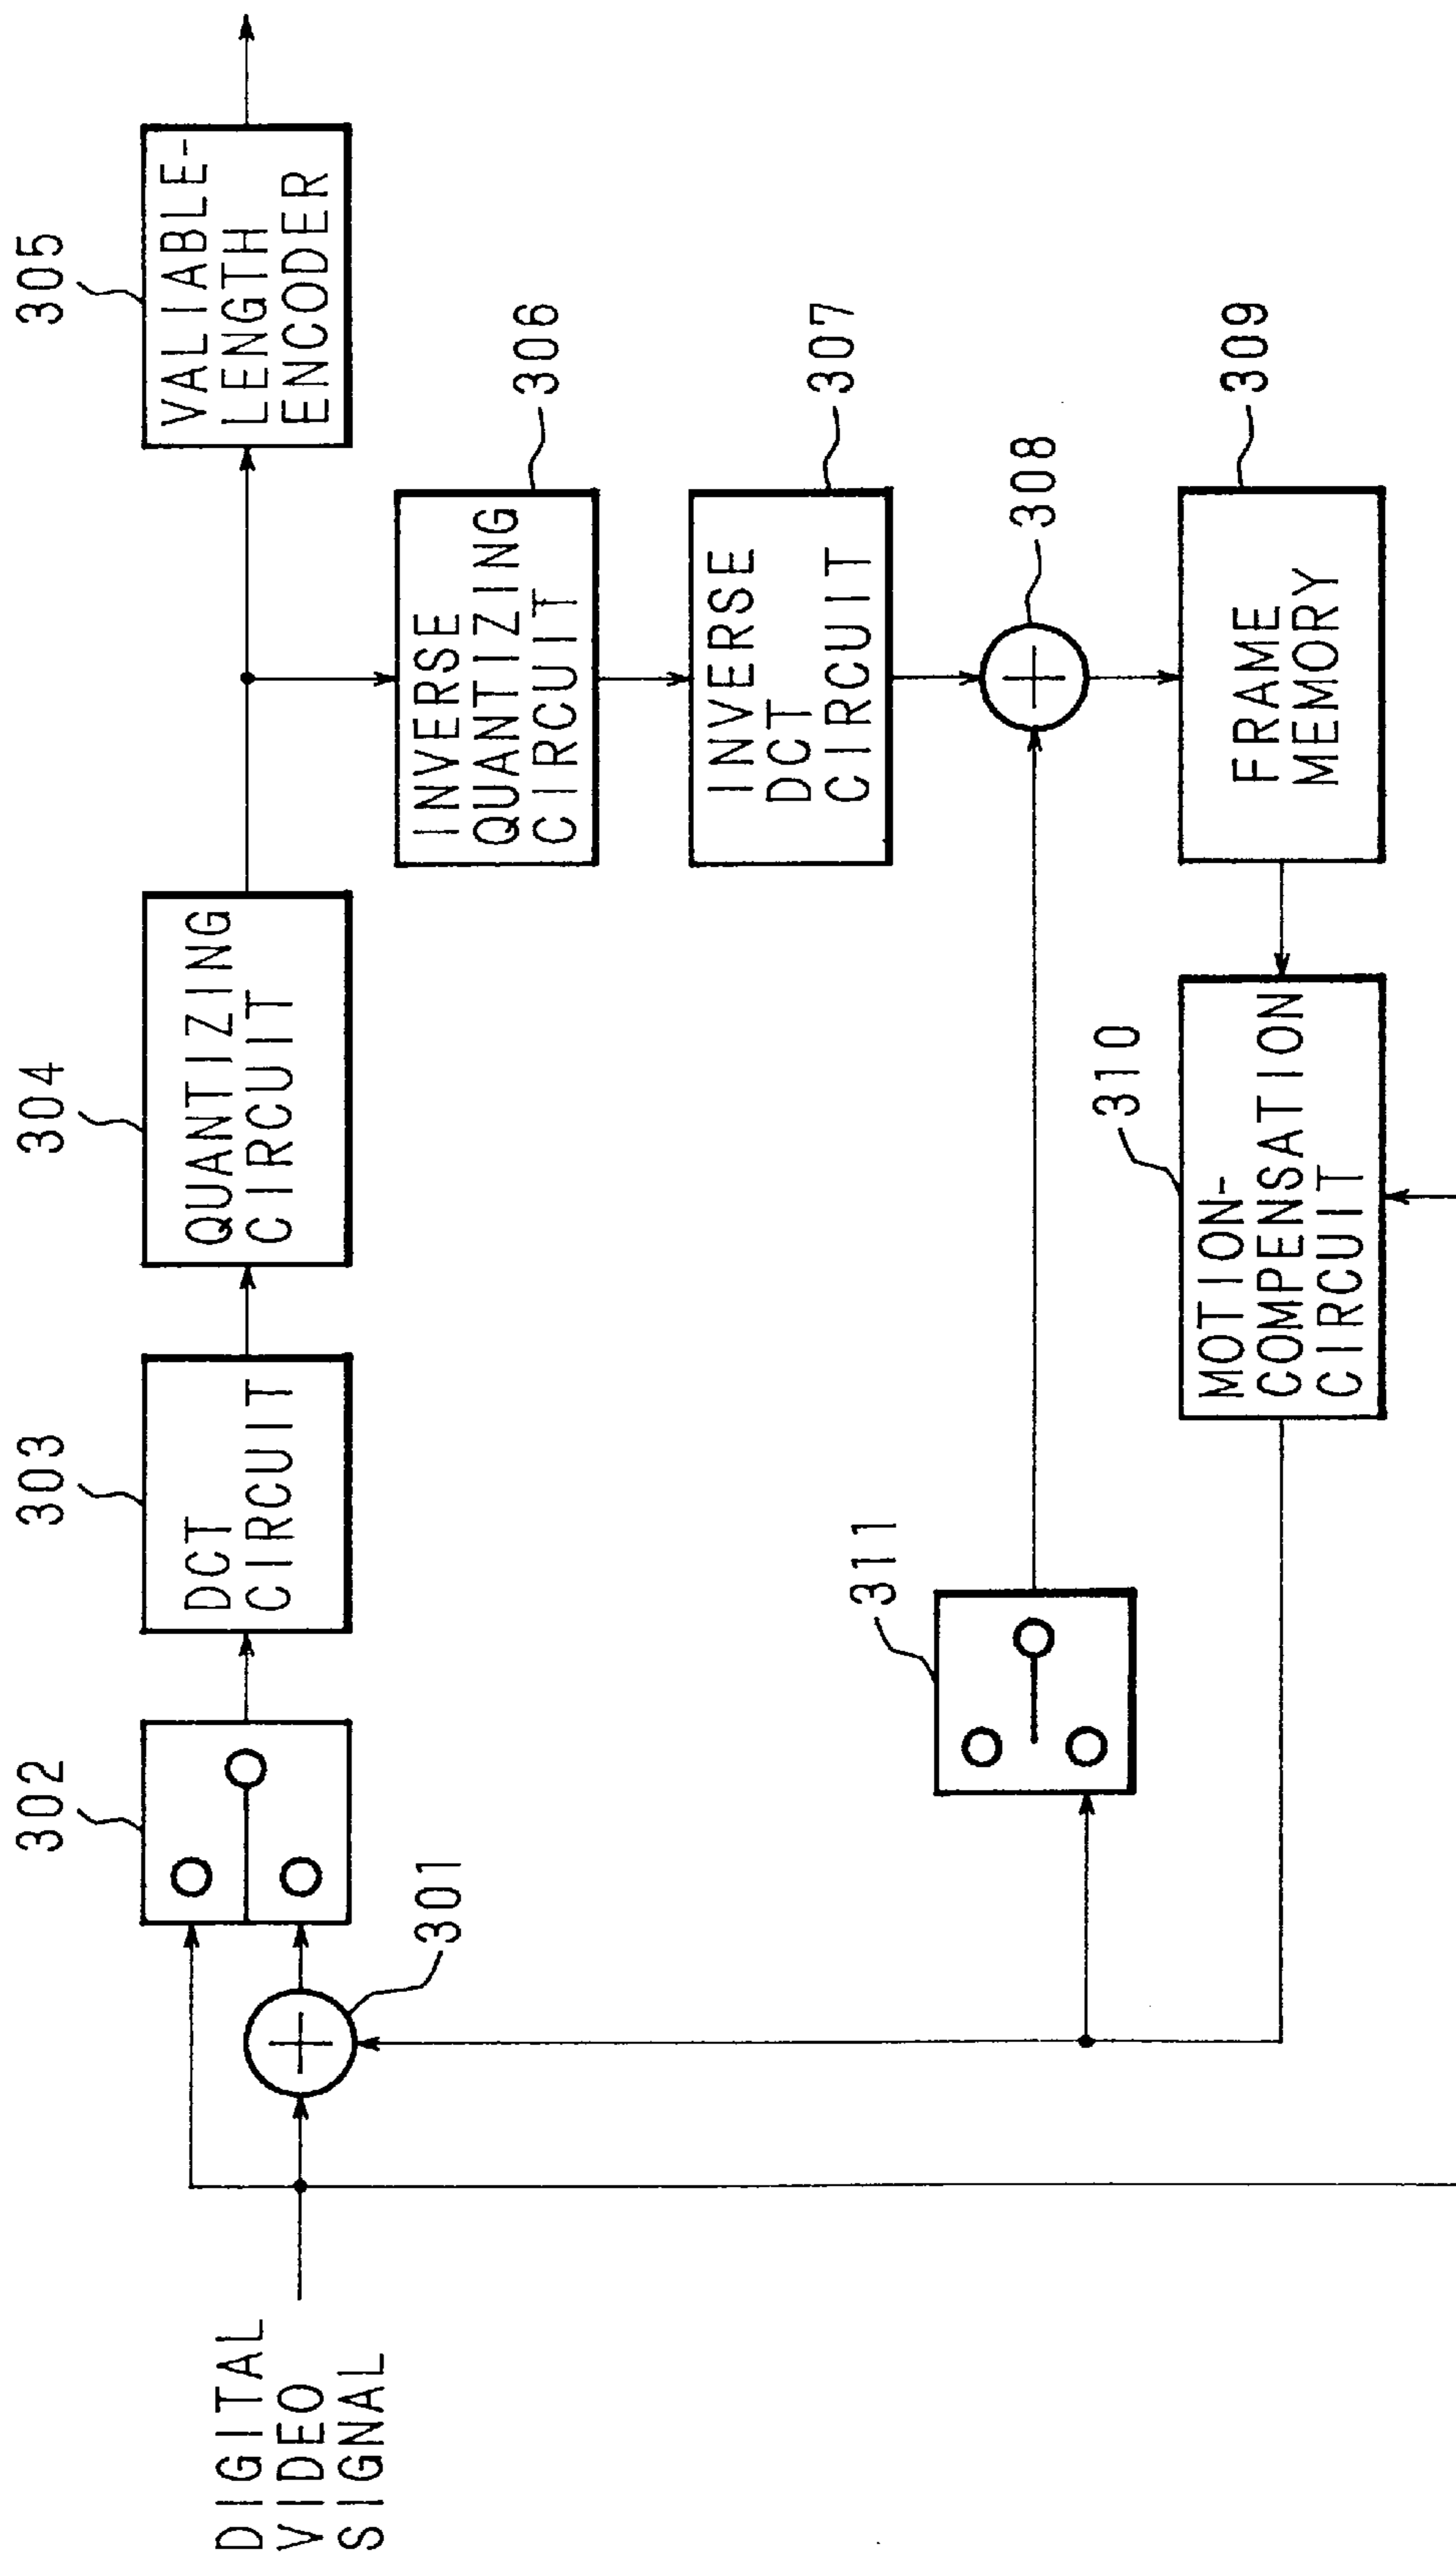 302
303
304
305
DCT
CIRCUIT
QUANTIZING
CIRCUIT
VALIABLE-
LENGTH
ENCODER
DIGITAL
VIDEO
SIGNAL
301
306
INVERSE
QUANTIZING
CIRCUIT
307
INVERSE
DCT
CIRCUIT
311
308
310
309
MOTION-
COMPENSATION
CIRCUIT
FRAME
MEMORY